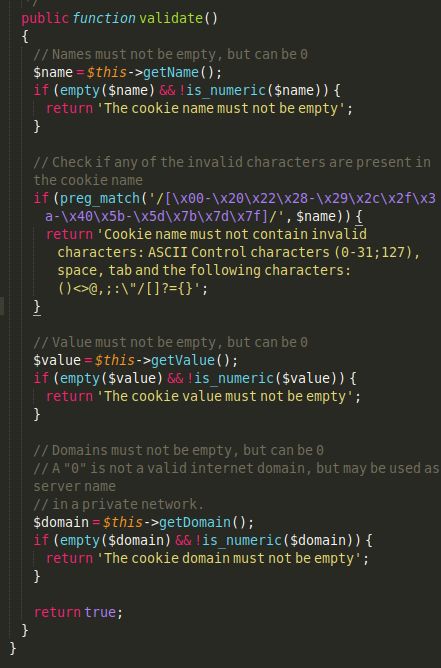 */
public function validate()
{
// Names must not be empty, but can be 0
$name = $this->getName();
if (empty($name) && !is_numeric($name)) {
return 'The cookie name must not be empty';
}
// Check if any of the invalid characters are present in
the cookie name
if (preg_match('/[\x00-\x20\x22\x28-\x29\x2c\x2f\x3
a-\x40\x5b-\x5d\x7b\x7d\x7f]/', $name)) {
return 'Cookie name must not contain invalid
characters: ASCII Control characters (0-31;127),
space, tab and the following characters:
()<>@,;:\"/[]?={}';
}
// Value must not be empty, but can be 0
$value = $this->getValue();
if (empty($value) && !is_numeric($value)) {
return 'The cookie value must not be empty';
}
// Domains must not be empty, but can be 0
// A "0" is not a valid internet domain, but may be used as
server name
// in a private network.
$domain = $this->getDomain();
if (empty($domain) && !is_numeric($domain)) {
return 'The cookie domain must not be empty';
}
return true;
}
}